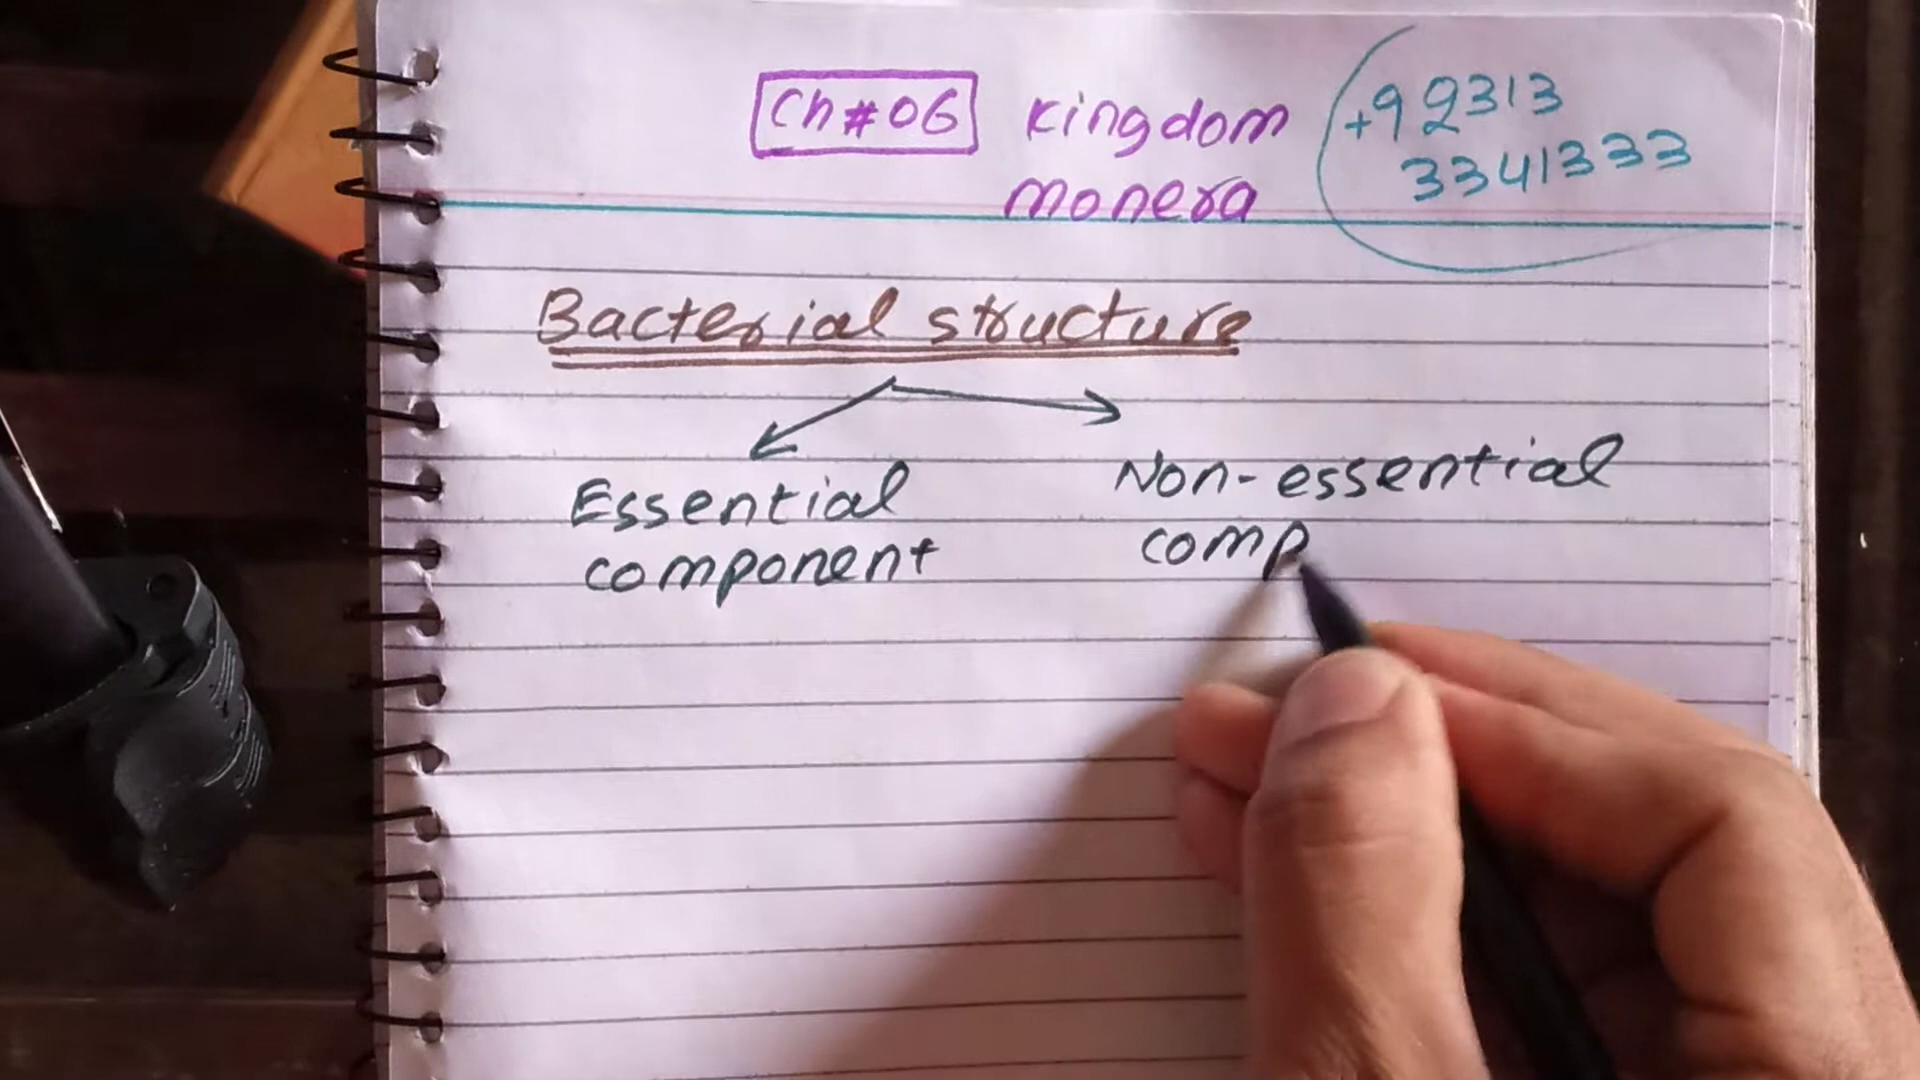 Ch#06 Kingdom
monera
+92313
3341333
Bacterial structure
Essential
component
Non-essential
comp